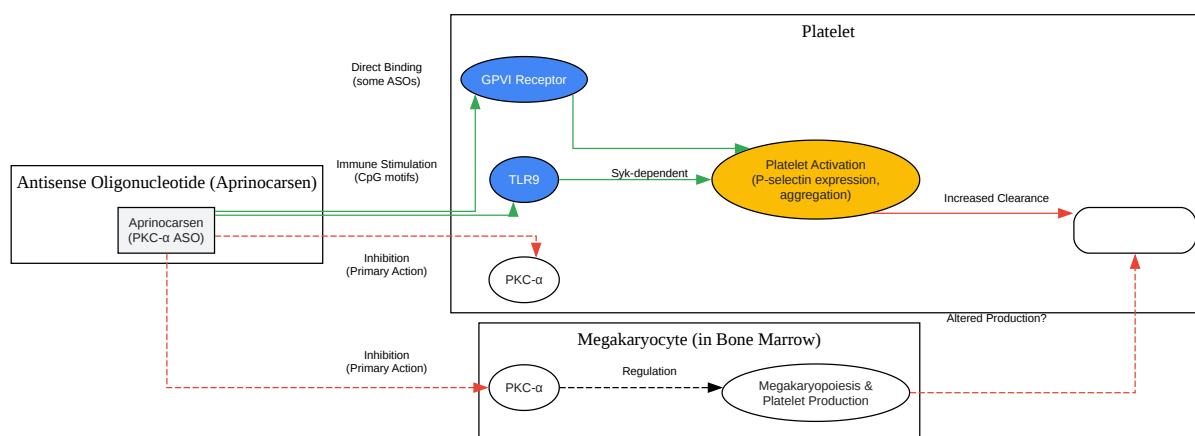 Platelet
Direct Binding
(some ASOs)
GPVI Receptor
Immune Stimulation
(CpG motifs)
TLR9
Syk-dependent
Platelet Activation
(P-selectin expression,
aggregation)
Increased Clearance
Antisense Oligonucleotide (Aprinocarsen)
Aprinocarsen
(PKC-α ASO)
Inhibition
(Primary Action)
PKC-α
Altered Production?
Megakaryocyte (in Bone Marrow)
Inhibition
(Primary Action)
PKC-α
Regulation
Megakaryopoiesis &
Platelet Production